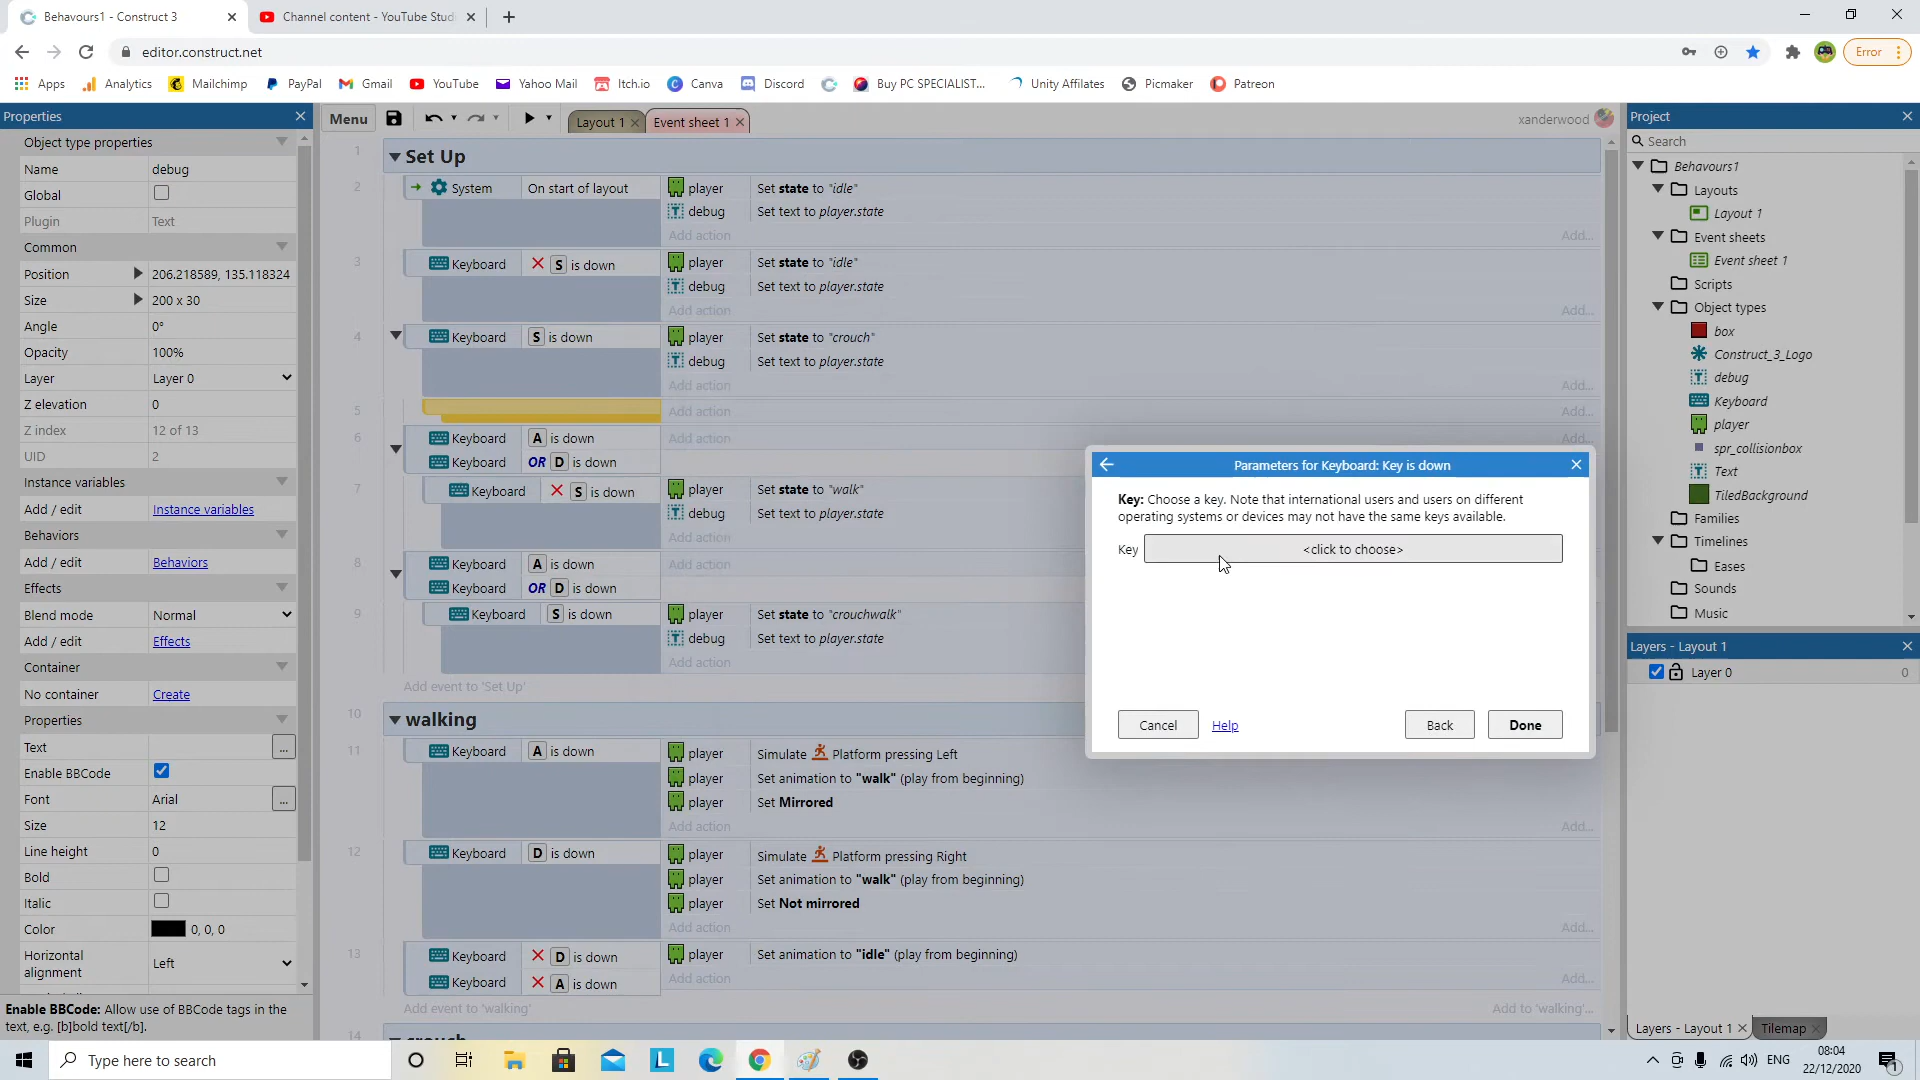 Behavours1 - Construct 3
Channel content - YouTube Studi
editor.construct.net
Error
Apps
Analytics
Mailchimp
PayPal
Gmail
YouTube
Yahoo Mail
Itch.io
Canva
Discord
Buy PC SPECIALIST...
Unity Affilates
Picmaker
Patreon
Properties
Object type properties
Name debug
Global
Plugin Text
Common
Position 206.218589, 135.118324
Size 200 x 30
Angle 0°
Opacity 100%
Layer Layer 0
Z elevation 0
Z index 12 of 13
UID 2
Instance variables
Add / edit Instance variables
Behaviors
Add / edit Behaviors
Effects
Blend mode Normal
Add / edit Effects
Container
No container Create
Properties
Text ...
Enable BBCode
Font Arial ...
Size 12
Line height 0
Bold
Italic
Color 0, 0, 0
Horizontal alignment Left
Enable BBCode: Allow use of BBCode tags in the
text, e.g. [b]bold text[/b].
Menu
Layout 1
Event sheet 1
xanderwood
1 Set Up
2 System On start of layout player Set state to "idle"
debug Set text to player.state
Add action Add...
3 Keyboard S is down player Set state to "idle"
debug Set text to player.state
Add action Add...
4 Keyboard S is down player Set state to "crouch"
debug Set text to player.state
Add action Add...
5 Add action Add...
6 Keyboard A is down Add action Add...
Keyboard OR D is down
7 Keyboard S is down player Set state to "walk"
debug Set text to player.state
Add action
8 Keyboard A is down Add action
Keyboard OR D is down
9 Keyboard S is down player Set state to "crouchwalk"
debug Set text to player.state
Add action
Add event to 'Set Up'
10 walking
11 Keyboard A is down player Simulate Platform pressing Left
player Set animation to "walk" (play from beginning)
player Set Mirrored
Add action Add...
12 Keyboard D is down player Simulate Platform pressing Right
player Set animation to "walk" (play from beginning)
player Set Not mirrored
Add action Add...
13 Keyboard D is down player Set animation to "idle" (play from beginning)
Keyboard A is down Add action Add...
Add event to 'walking' Add to 'walking'...
14 crouch
Parameters for Keyboard: Key is down
Key: Choose a key. Note that international users and users on different
operating systems or devices may not have the same keys available.
Key <click to choose>
Cancel Help Back Done
Project
Search
Behavours1
Layouts
Layout 1
Event sheets
Event sheet 1
Scripts
Object types
box
Construct_3_Logo
debug
Keyboard
player
spr_collisionbox
Text
TiledBackground
Families
Timelines
Eases
Sounds
Music
Layers - Layout 1
Layer 0 0
Layers - Layout 1
Tilemap
Type here to search
ENG
08:04
22/12/2020
1